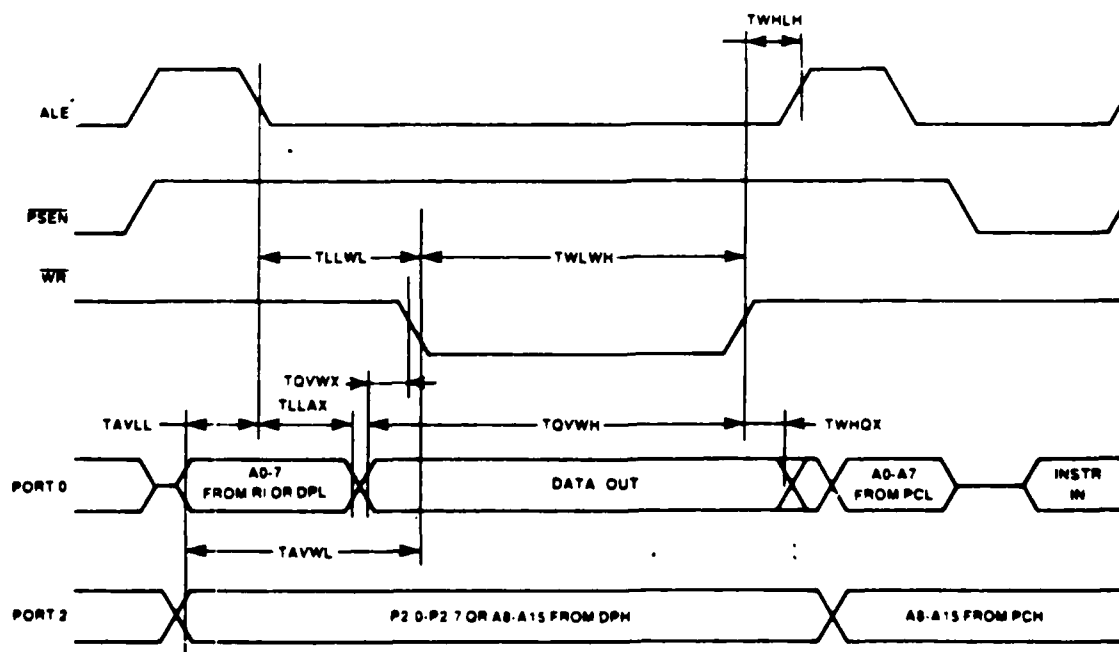 TWHLH
ALE
PSEN
TLLWL
TWLWH
WR
TQVWX
TAVLL
TLLAX
TQVWH
TWHQX
PORT 0
A0-7
FROM RI OR DPL
DATA OUT
A0-A7
FROM PCL
INSTR
IN
TAVWL
PORT 2
P2 0-P2 7 OR A8-A15 FROM DPH
A8-A15 FROM PCH